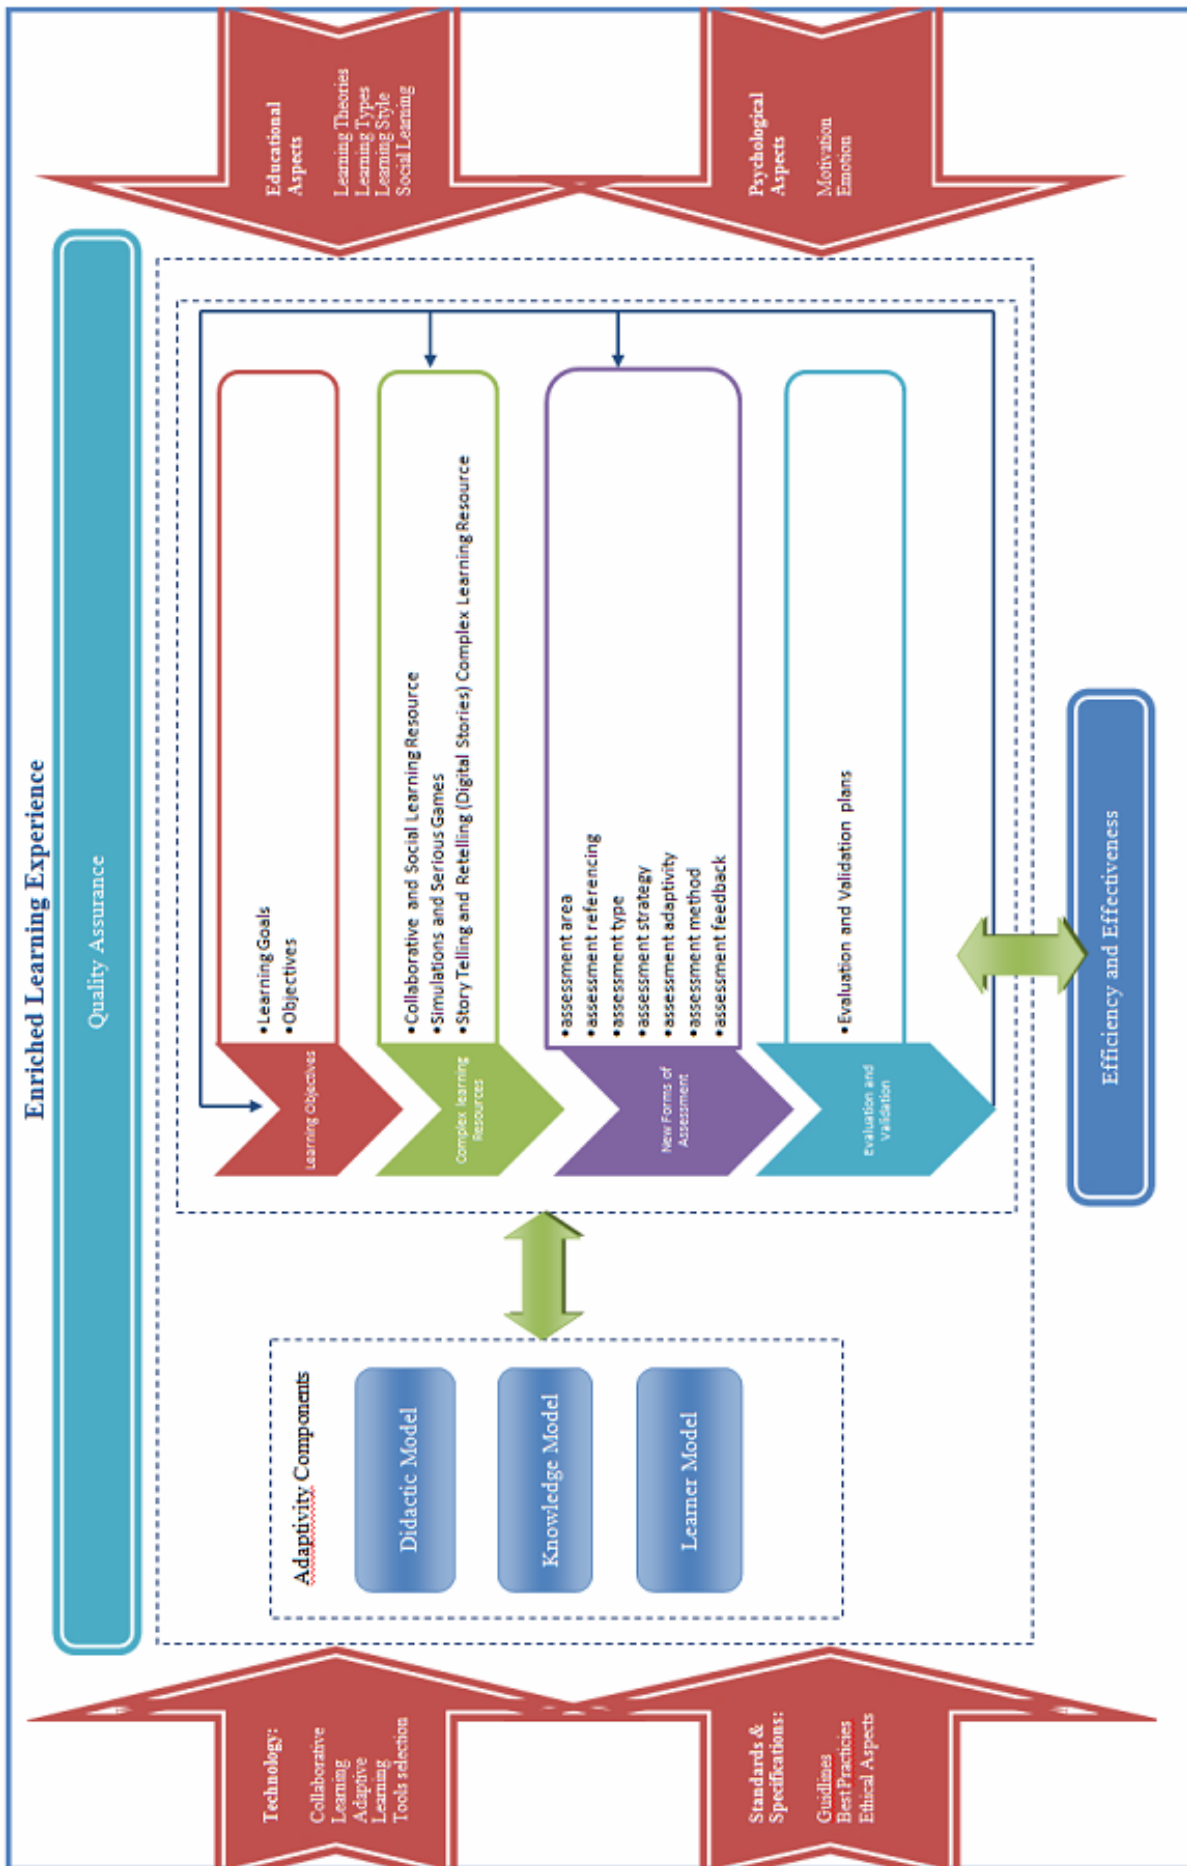 Enriched Learning Experience
Quality Assurance
Technology:
Collaborative
Learning
Adaptive
Learning
Tools selection
Standards &
Specifications:
Guidlines
Best Practicies
Ethical Aspects
Adaptivity Components
Didactic Model
Knowledge Model
Learner Model
Learning Objectives
•Learning Goals
•Objectives
Complex learning
Resources
•Collaborative and Social Learning Resource
•Simulations and Serious Games
•Story Telling and Retelling (Digital Stories) Complex Learning Resource
New Forms of
Assessment
•assessment area
•assessment referencing
•assessment type
•assessment strategy
•assessment adaptivity
•assessment method
•assessment feedback
Evaluation and
Validation
•Evaluation and Validation plans
Educational
Aspects
Learning Theories
Learning Types
Learning Style
Social Learning
Psychological
Aspects
Motivation
Emotion
Efficiency and Effectiveness